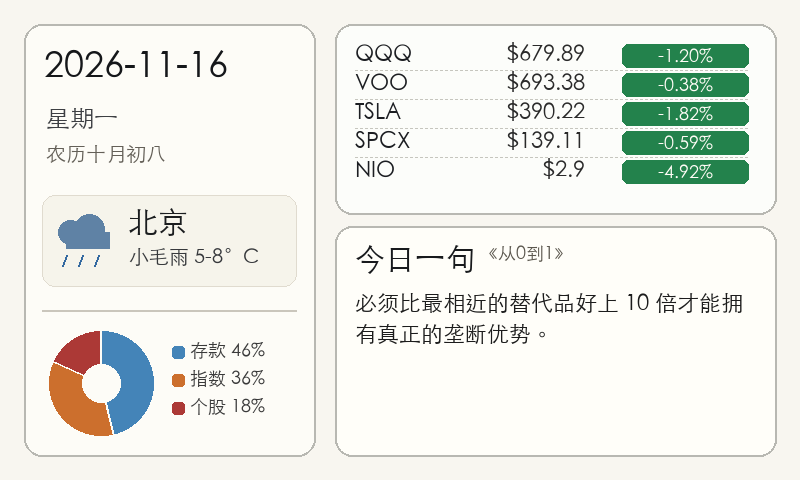 2026-11-16
星期一
农历十月初八
北京
小毛雨 5-8°C
存款 46%
指数 36%
个股 18%
QQQ $679.89 -1.20%
VOO $693.38 -0.38%
TSLA $390.22 -1.82%
SPCX $139.11 -0.59%
NIO $2.9 -4.92%
今日一句 《从0到1》
必须比最相近的替代品好上 10 倍才能拥
有真正的垄断优势。